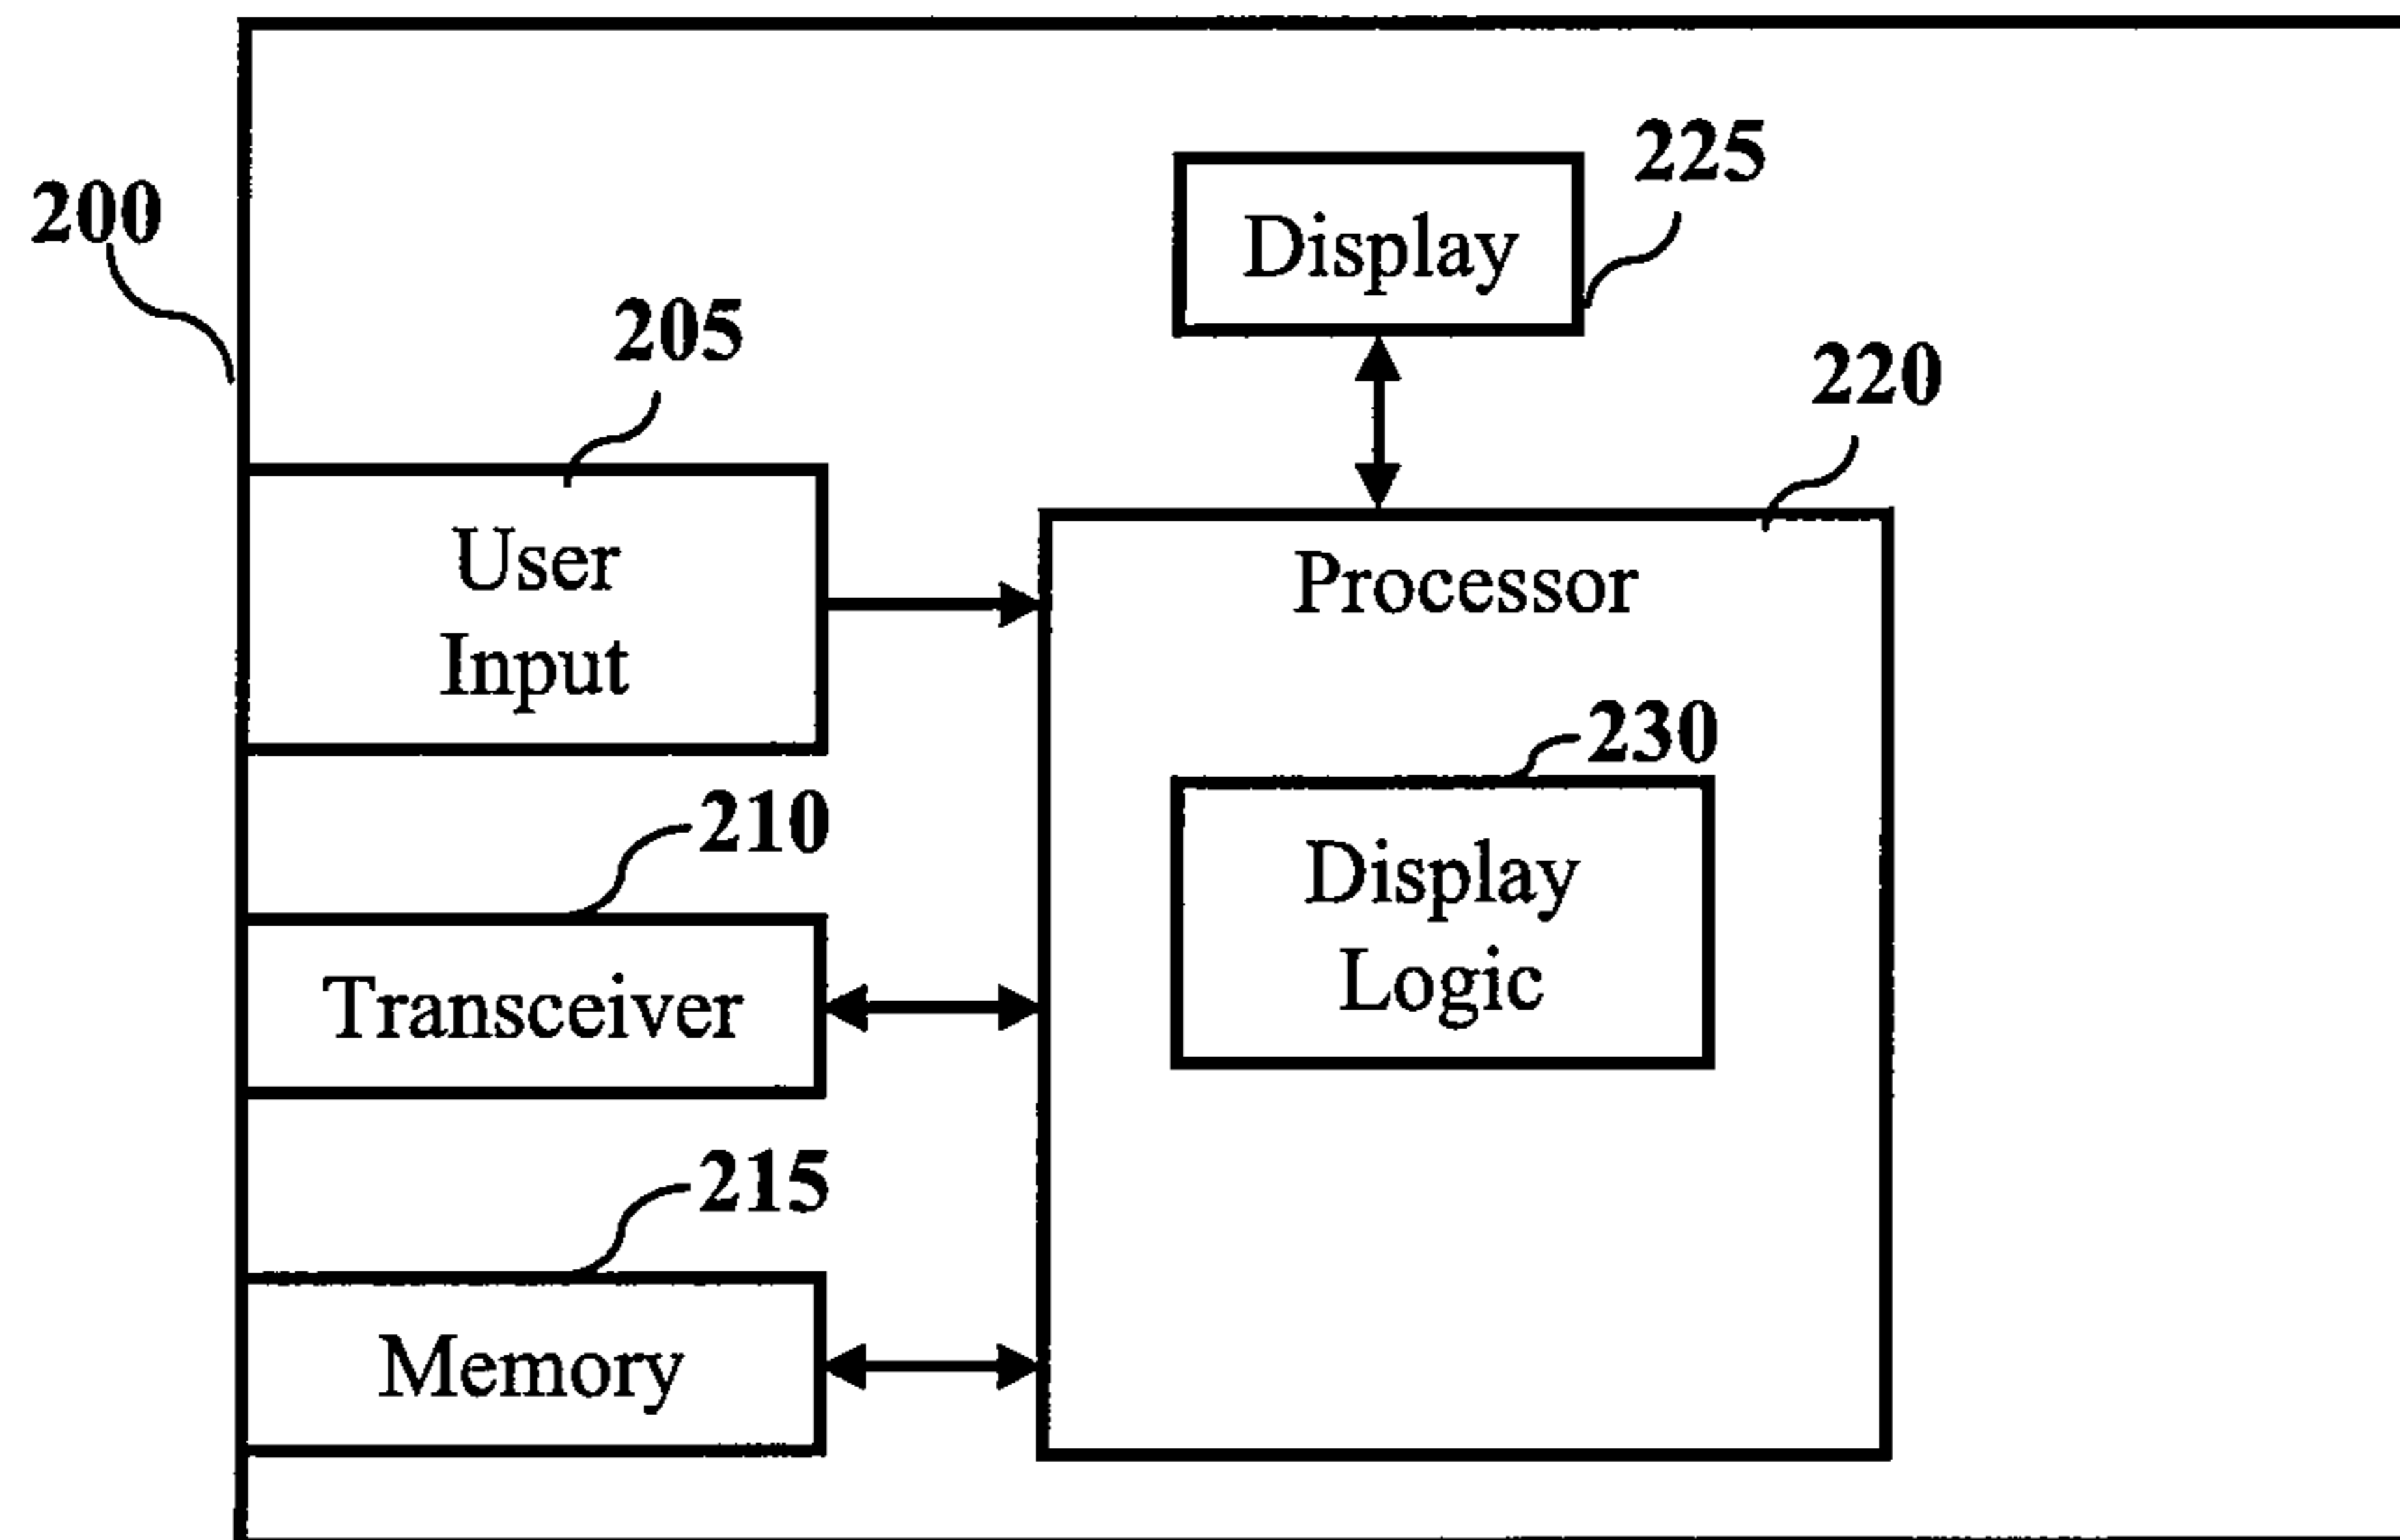 225
Display
200
205
220
User
Input
Processor
230
210
Display
Logic
Transceiver
215
Memory